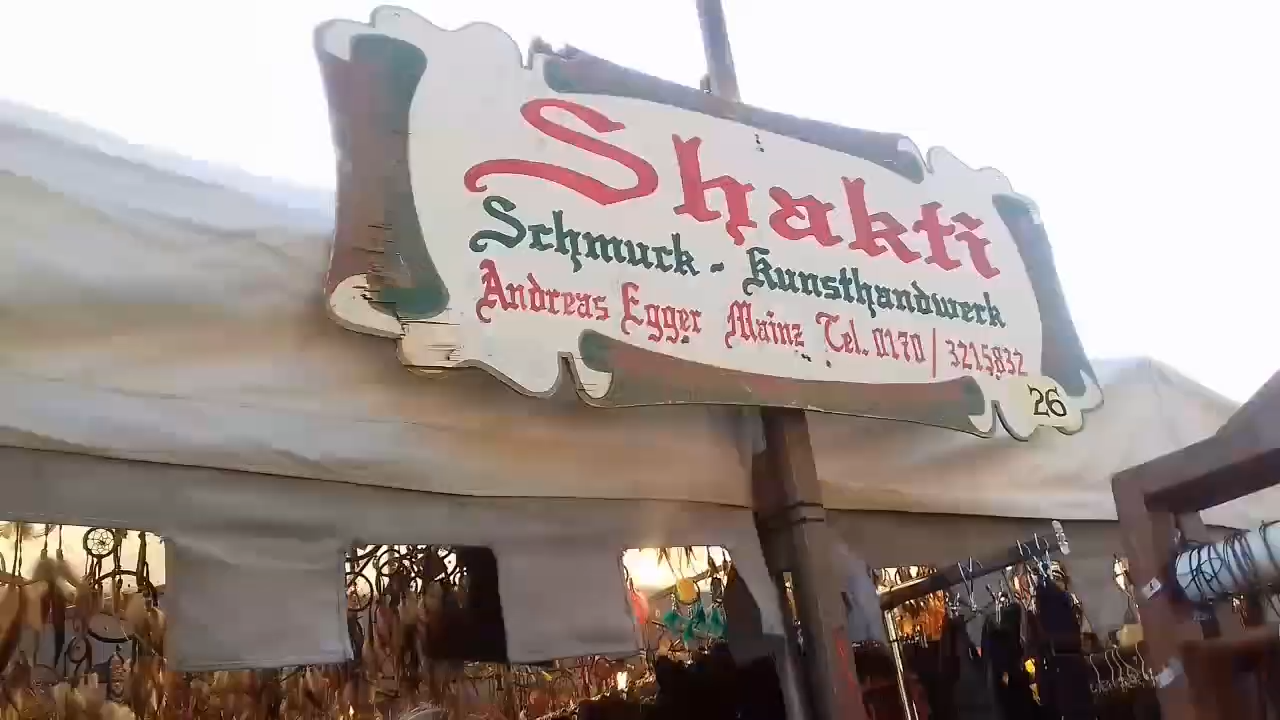 Shakti
Schmuck - Kunsthandwerk
Andreas Egger Mainz Tel. 0170 / 3215832
26